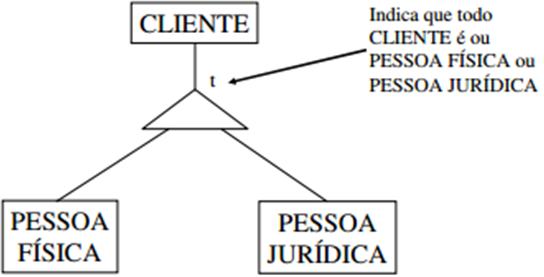 CLIENTE
Indica que todo
CLIENTE é ou
PESSOA FÍSICA ou
PESSOA JURÍDICA
t
PESSOA
FÍSICA
PESSOA
JURÍDICA